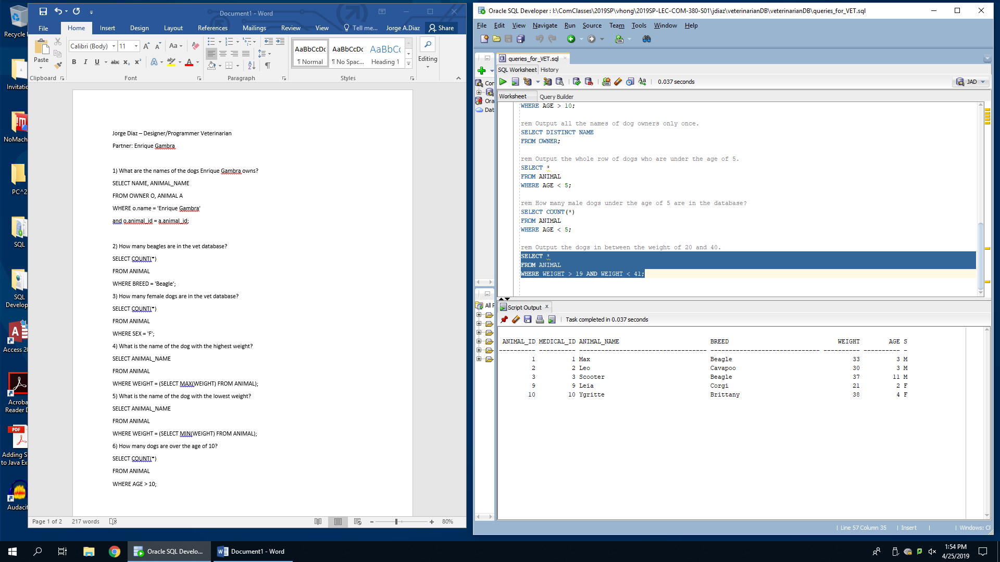 Recycle
Invitatio
NoMach
PC^2
SQL
SQL
Develop
Access 20
Acroba
Reader D
PDF
Adding S
to Java Ex
Audacit
Document1 - Word
File Home Insert Design Layout References Mailings Review View Tell me... Jorge A.Diaz Share
Paste
Clipboard
Calibri (Body) 11
Font
Paragraph
AaBbCcDc AaBbCcDc AaBbCc
¶ Normal ¶ No Spac... Heading 1
Styles
Editing
Jorge Diaz – Designer/Programmer Veterinarian
Partner: Enrique Gambra
1) What are the names of the dogs Enrique Gambra owns?
SELECT NAME, ANIMAL_NAME
FROM OWNER O, ANIMAL A
WHERE o.name = 'Enrique Gambra'
and o.animal_id = a.animal_id;
2) How many beagles are in the vet database?
SELECT COUNT(*)
FROM ANIMAL
WHERE BREED = 'Beagle';
3) How many female dogs are in the vet database?
SELECT COUNT(*)
FROM ANIMAL
WHERE SEX = 'F';
4) What is the name of the dog with the highest weight?
SELECT ANIMAL_NAME
FROM ANIMAL
WHERE WEIGHT = (SELECT MAX(WEIGHT) FROM ANIMAL);
5) What is the name of the dog with the lowest weight?
SELECT ANIMAL_NAME
FROM ANIMAL
WHERE WEIGHT = (SELECT MIN(WEIGHT) FROM ANIMAL);
6) How many dogs are over the age of 10?
SELECT COUNT(*)
FROM ANIMAL
WHERE AGE > 10;
Page 1 of 2 217 words 80%
Oracle SQL Developer : I:\ComClasses\2019SP\vhong\2019SP-LEC-COM-380-S01\jdiaz\veterinarianDB\veterinarianDB\queries_for_VET.sql
File Edit View Navigate Run Source Team Tools Window Help
queries_for_VET.sql
SQL Worksheet History
0.037 seconds
JAD
Con
Ora
Dat
All R
Worksheet Query Builder
WHERE AGE > 10;
rem Output all the names of dog owners only once.
SELECT DISTINCT NAME
FROM OWNER;
rem Output the whole row of dogs who are under the age of 5.
SELECT *
FROM ANIMAL
WHERE AGE < 5;
rem How many male dogs under the age of 5 are in the database?
SELECT COUNT(*)
FROM ANIMAL
WHERE AGE < 5;
rem Output the dogs in between the weight of 20 and 40.
SELECT *
FROM ANIMAL
WHERE WEIGHT > 19 AND WEIGHT < 41;
Script Output
Task completed in 0.037 seconds
ANIMAL_ID MEDICAL_ID ANIMAL_NAME BREED WEIGHT AGE S
---------- ---------- ----------------------------------- ------------------------------ ---------- ---------- -
1 1 Max Beagle 33 3 M
2 2 Leo Cavapoo 30 3 M
3 3 Scooter Beagle 37 11 M
9 9 Leia Corgi 21 2 F
10 10 Ygritte Brittany 38 4 F
Line 57 Column 35 Insert Windows: CR
Oracle SQL Develo...
Document1 - Word
1:54 PM
4/25/2019